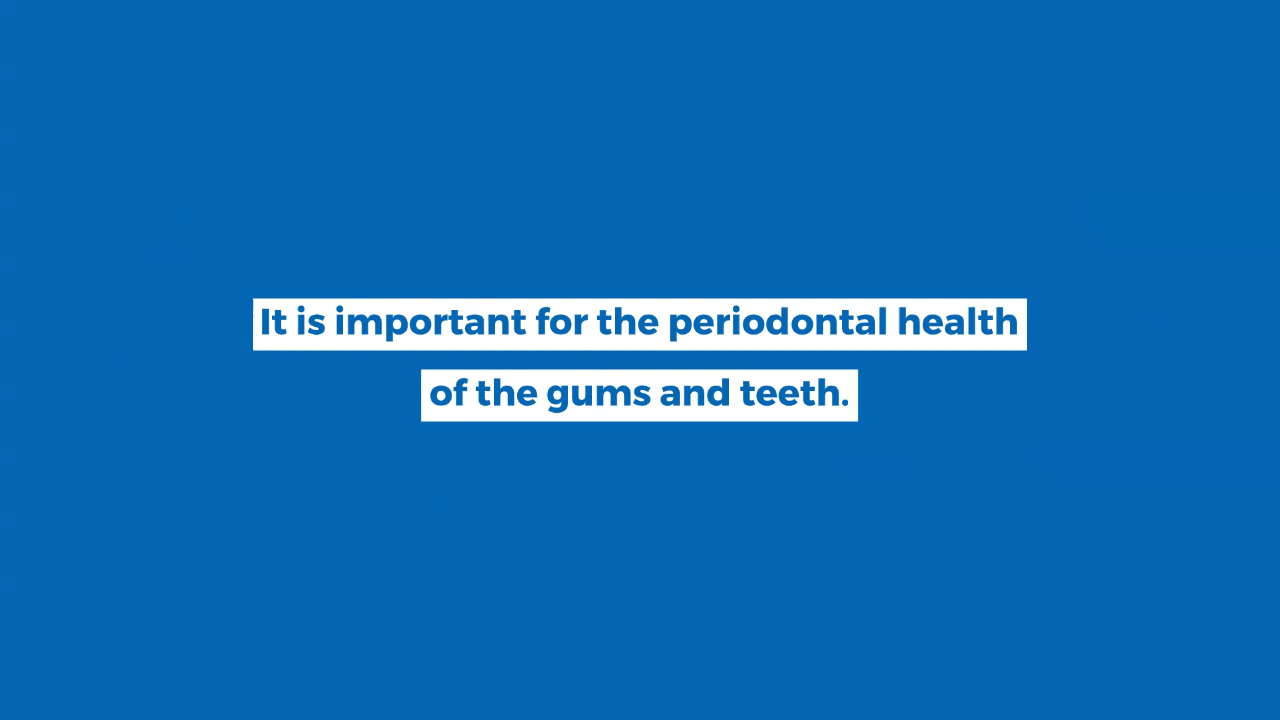 It is important for the periodontal health
of the gums and teeth.